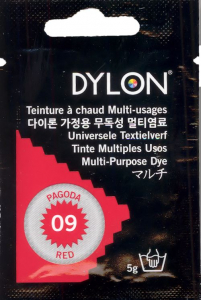 DYLON®
Teinture à chaud Multi-usages
다이론 가정용 무독성 멀티염료
Universele Textielverf
Tinte Multiples Usos
Multi-Purpose Dye
マルチ
PAGODA
09
RED
5g